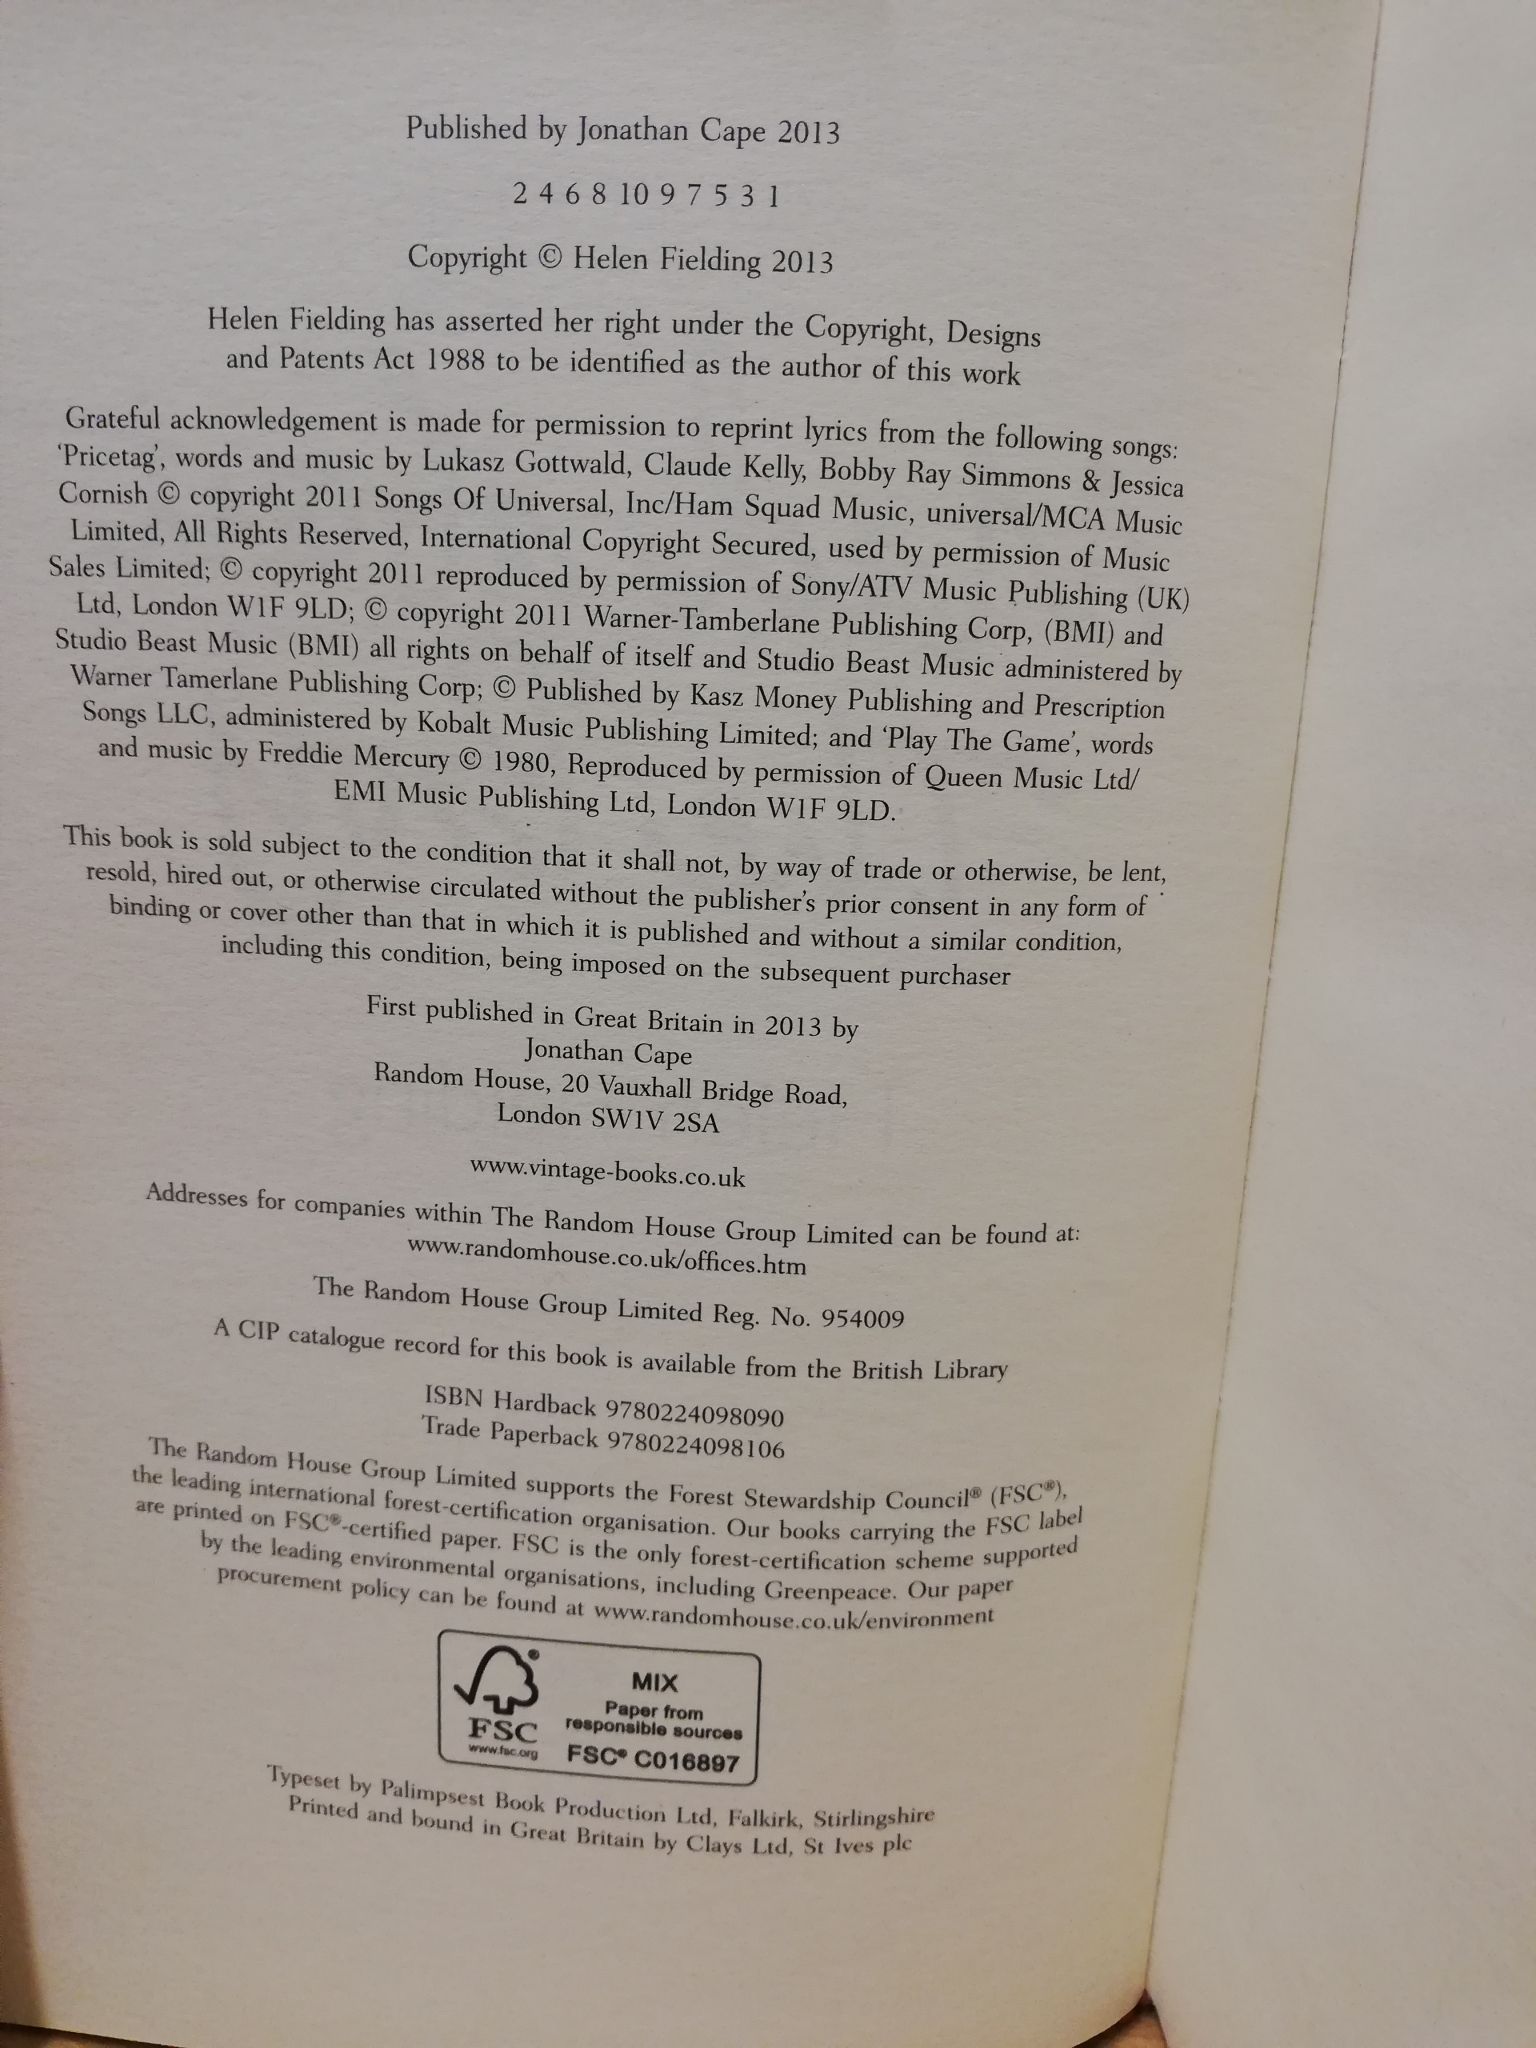 Published by Jonathan Cape 2013
2 4 6 8 10 9 7 5 3 1
Copyright © Helen Fielding 2013
Helen Fielding has asserted her right under the Copyright, Designs
and Patents Act 1988 to be identified as the author of this work
Grateful acknowledgement is made for permission to reprint lyrics from the following songs:
‘Pricetag’, words and music by Lukasz Gottwald, Claude Kelly, Bobby Ray Simmons & Jessica
Cornish © copyright 2011 Songs Of Universal, Inc/Ham Squad Music, universal/MCA Music
Limited, All Rights Reserved, International Copyright Secured, used by permission of Music
Sales Limited; © copyright 2011 reproduced by permission of Sony/ATV Music Publishing (UK)
Ltd, London W1F 9LD; © copyright 2011 Warner-Tamberlane Publishing Corp, (BMI) and
Studio Beast Music (BMI) all rights on behalf of itself and Studio Beast Music administered by
Warner Tamerlane Publishing Corp; © Published by Kasz Money Publishing and Prescription
Songs LLC, administered by Kobalt Music Publishing Limited; and ‘Play The Game’, words
and music by Freddie Mercury © 1980, Reproduced by permission of Queen Music Ltd/
EMI Music Publishing Ltd, London W1F 9LD.
This book is sold subject to the condition that it shall not, by way of trade or otherwise, be lent,
resold, hired out, or otherwise circulated without the publisher’s prior consent in any form of
binding or cover other than that in which it is published and without a similar condition,
including this condition, being imposed on the subsequent purchaser
First published in Great Britain in 2013 by
Jonathan Cape
Random House, 20 Vauxhall Bridge Road,
London SW1V 2SA
www.vintage-books.co.uk
Addresses for companies within The Random House Group Limited can be found at:
www.randomhouse.co.uk/offices.htm
The Random House Group Limited Reg. No. 954009
A CIP catalogue record for this book is available from the British Library
ISBN Hardback 9780224098090
Trade Paperback 9780224098106
The Random House Group Limited supports the Forest Stewardship Council® (FSC®),
the leading international forest-certification organisation. Our books carrying the FSC label
are printed on FSC®-certified paper. FSC is the only forest-certification scheme supported
by the leading environmental organisations, including Greenpeace. Our paper
procurement policy can be found at www.randomhouse.co.uk/environment
FSC
www.fsc.org
MIX
Paper from
responsible sources
FSC® C016897
Typeset by Palimpsest Book Production Ltd, Falkirk, Stirlingshire
Printed and bound in Great Britain by Clays Ltd, St Ives plc